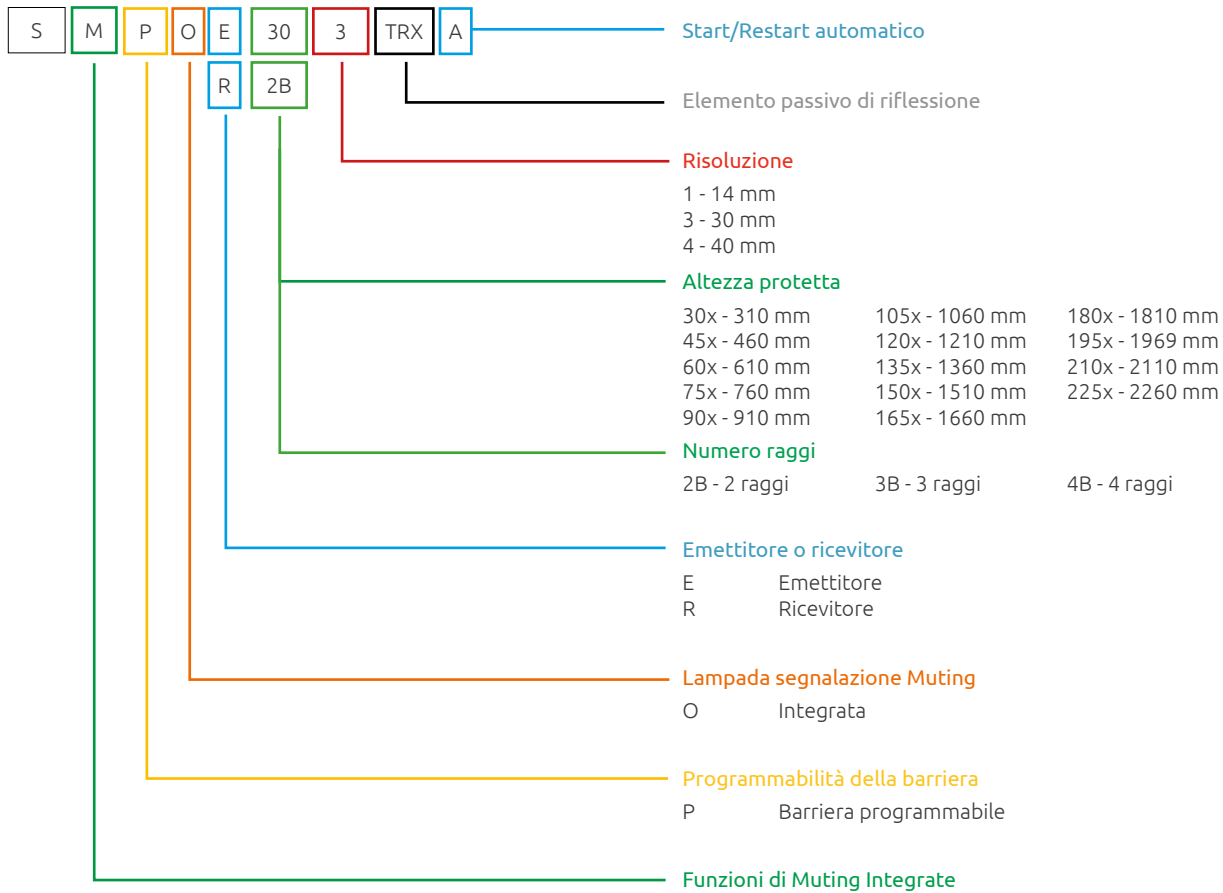 S M P O E 30 3 TRX A
Start/Restart automatico
R 2B
Elemento passivo di riflessione
Risoluzione
1 - 14 mm
3 - 30 mm
4 - 40 mm
Altezza protetta
30x - 310 mm 105x - 1060 mm 180x - 1810 mm
45x - 460 mm 120x - 1210 mm 195x - 1969 mm
60x - 610 mm 135x - 1360 mm 210x - 2110 mm
75x - 760 mm 150x - 1510 mm 225x - 2260 mm
90x - 910 mm 165x - 1660 mm
Numero raggi
2B - 2 raggi 3B - 3 raggi 4B - 4 raggi
Emettitore o ricevitore
E Emettitore
R Ricevitore
Lampada segnalazione Muting
O Integrata
Programmabilità della barriera
P Barriera programmabile
Funzioni di Muting Integrate